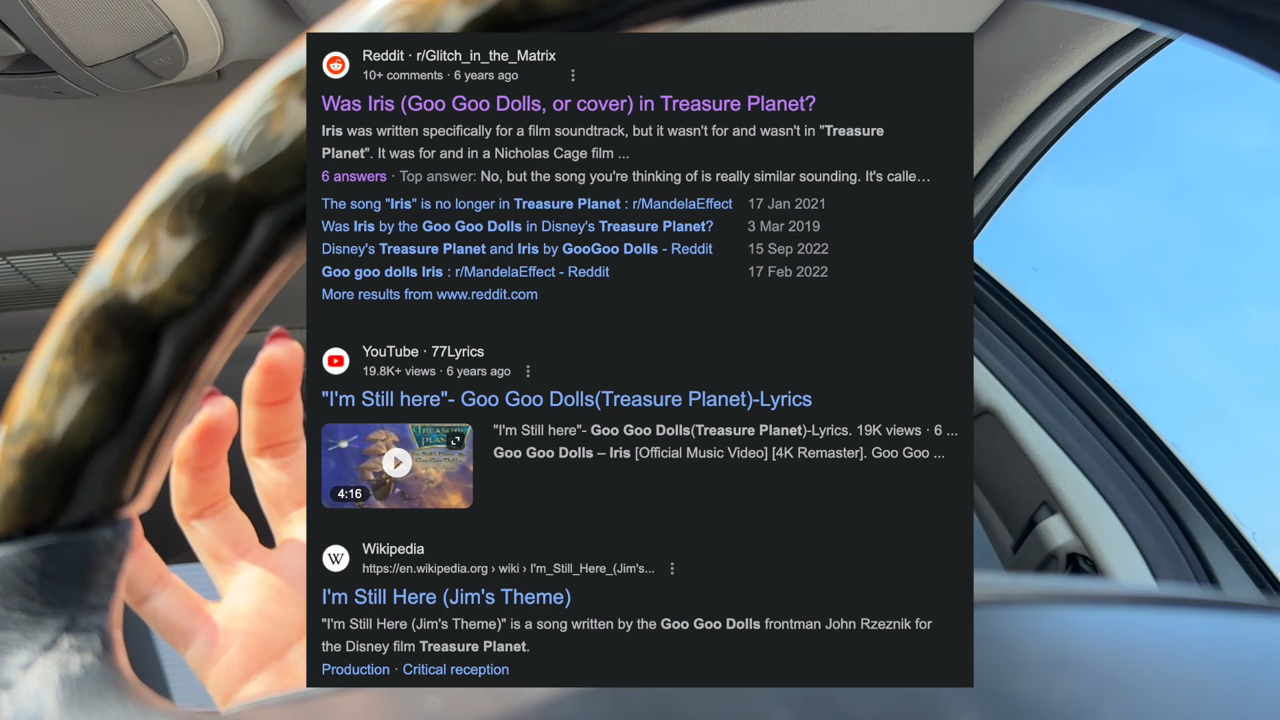 Reddit · r/Glitch_in_the_Matrix
10+ comments · 6 years ago
Was Iris (Goo Goo Dolls, or cover) in Treasure Planet?
Iris was written specifically for a film soundtrack, but it wasn't for and wasn't in "Treasure
Planet". It was for and in a Nicholas Cage film ...
6 answers · Top answer: No, but the song you're thinking of is really similar sounding. It's calle...
The song "Iris" is no longer in Treasure Planet : r/MandelaEffect 17 Jan 2021
Was Iris by the Goo Goo Dolls in Disney's Treasure Planet? 3 Mar 2019
Disney's Treasure Planet and Iris by GooGoo Dolls - Reddit 15 Sep 2022
Goo goo dolls Iris : r/MandelaEffect - Reddit 17 Feb 2022
More results from www.reddit.com
YouTube · 77Lyrics
19.8K+ views · 6 years ago
"I'm Still here"- Goo Goo Dolls(Treasure Planet)-Lyrics
TREASURE
PLANET
4:16
"I'm Still here"- Goo Goo Dolls(Treasure Planet)-Lyrics. 19K views · 6 ...
Goo Goo Dolls – Iris [Official Music Video] [4K Remaster]. Goo Goo ...
W
Wikipedia
https://en.wikipedia.org › wiki › I'm_Still_Here_(Jim's...
I'm Still Here (Jim's Theme)
"I'm Still Here (Jim's Theme)" is a song written by the Goo Goo Dolls frontman John Rzeznik for
the Disney film Treasure Planet.
Production · Critical reception